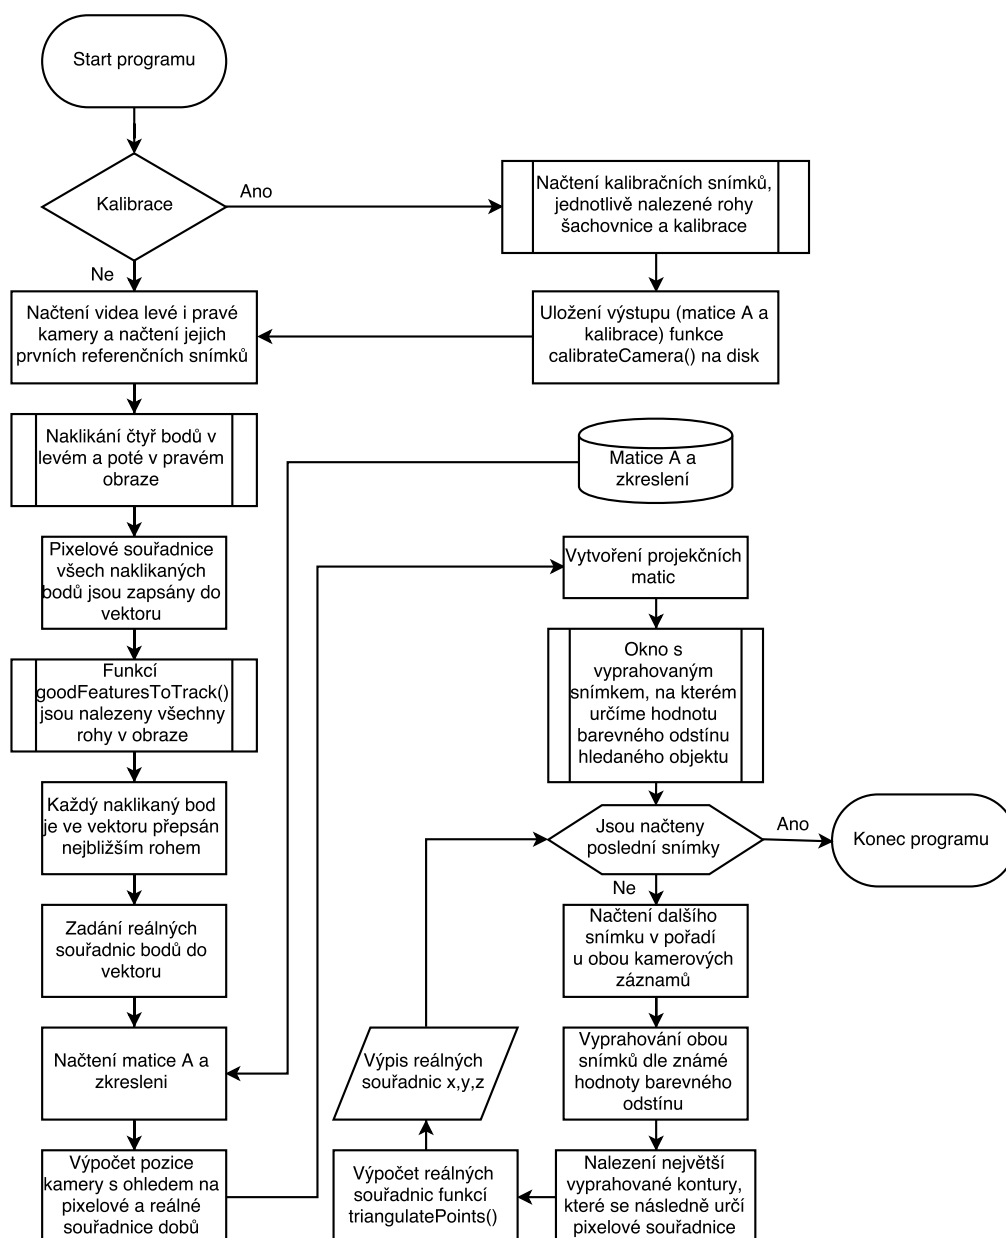 Start programu
Kalibrace
Ano
Ne
Načtení kalibračních snímků,
jednotlivě nalezené rohy
šachovnice a kalibrace
Uložení výstupu (matice A a
kalibrace) funkce
calibrateCamera() na disk
Načtení videa levé i pravé
kamery a načtení jejich
prvních referenčních snímků
Naklikání čtyř bodů v
levém a poté v pravém
obraze
Matice A a
zkreslení
Pixelové souřadnice
všech naklikaných
bodů jsou zapsány do
vektoru
Funkcí
goodFeaturesToTrack()
jsou nalezeny všechny
rohy v obraze
Každý naklikaný bod
je ve vektoru přepsán
nejbližším rohem
Zadání reálných
souřadnic bodů do
vektoru
Načtení matice A a
zkresleni
Výpočet pozice
kamery s ohledem na
pixelové a reálné
souřadnice dobů
Vytvoření projekčních
matic
Okno s
vyprahovaným
snímkem, na kterém
určíme hodnotu
barevného odstínu
hledaného objektu
Jsou načteny
poslední snímky
Ano
Konec programu
Ne
Načtení dalšího
snímku v pořadí
u obou kamerových
záznamů
Vyprahování obou
snímků dle známé
hodnoty barevného
odstínu
Nalezení největší
vyprahované kontury,
které se následně určí
pixelové souřadnice
Výpočet reálných
souřadnic funkcí
triangulatePoints()
Výpis reálných
souřadnic x,y,z